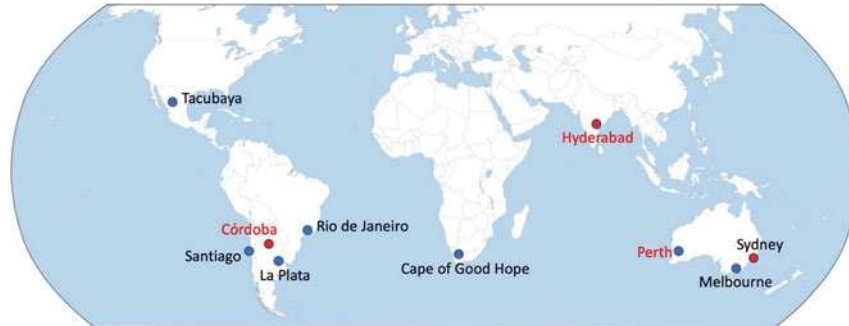 Tacubaya
Hyderabad
Córdoba
Rio de Janeiro
Santiago
La Plata
Cape of Good Hope
Perth
Sydney
Melbourne